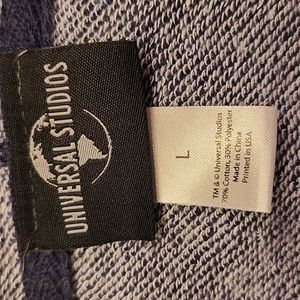 UNIVERSAL STUDIOS
L
TM & © Universal Studios
70% Cotton, 30% Polyester
Made in China
Printed in USA